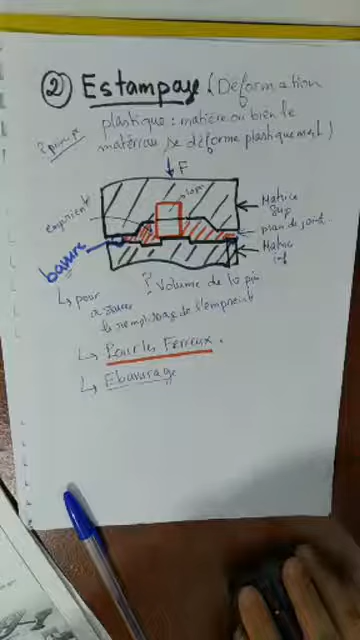 ② Estampage (Déformation
plastique : matière ou bien le
matériau se déforme plastiquement)
F
empreinte
Matrice
sup
plan de joint
Matrice
inf
bavure
? Volume de la pièce
↳ pour
assurer
le remplissage de l'empreinte
↳ Pour les Ferreux.
↳ Ebavurage